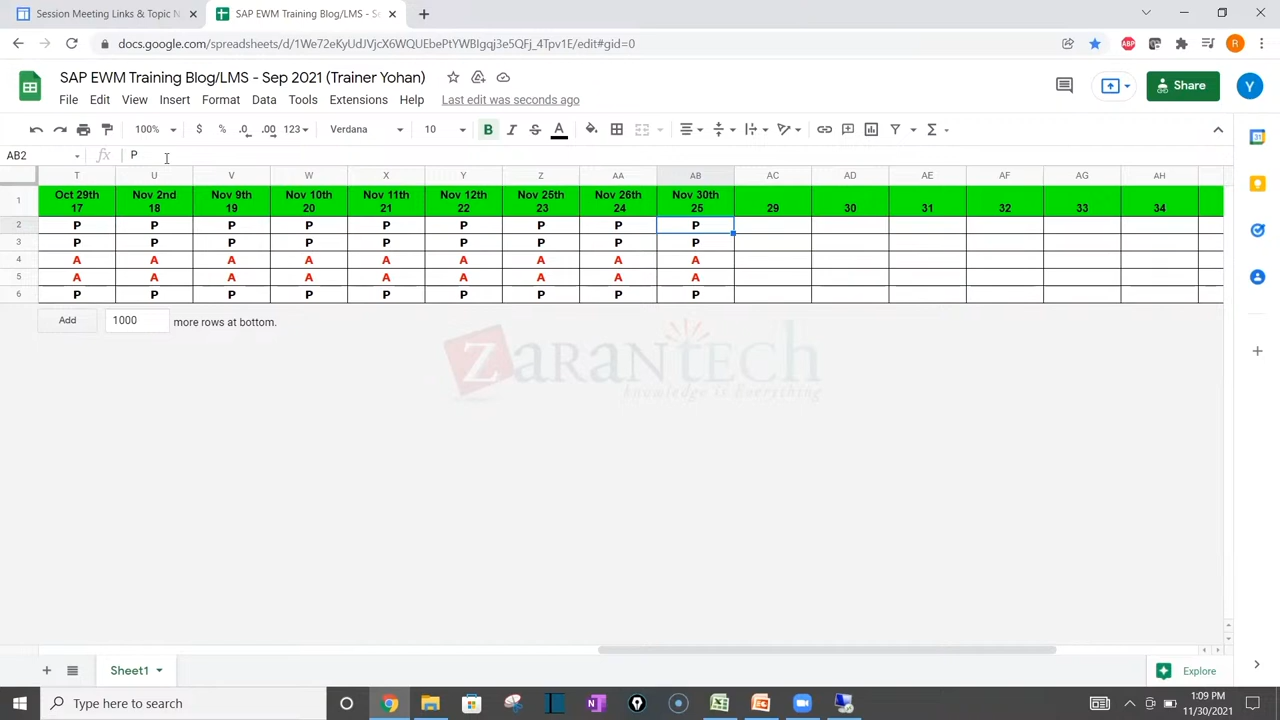 Session Meeting Links & Topic N
SAP EWM Training Blog/LMS - Se
docs.google.com/spreadsheets/d/1We72eKyUdJVjcX6WQUEbePtYWB1goj3s5QFj_4Tpv1E/edit#gid=0
ABP
R
SAP EWM Training Blog/LMS - Sep 2021 (Trainer Yohan)
File Edit View Insert Format Data Tools Extensions Help Last edit was seconds ago
Share
Y
100% $ % .0 .00 123 Verdana 10 B I S A
AB2 fx P
T U V W X Y Z AA AB AC AD AE AF AG AH
1 Oct 29th Nov 2nd Nov 9th Nov 10th Nov 11th Nov 12th Nov 25th Nov 26th Nov 30th
17 18 19 20 21 22 23 24 25 29 30 31 32 33 34
2 P P P P P P P P P
3 P P P P P P P P P
4 A A A A A A A A A
5 A A A A A A A A A
6 P P P P P P P P P
Add 1000 more rows at bottom.
ZARANTECH
knowledge is Everything
Sheet1
Explore
Type here to search
1:09 PM
11/30/2021